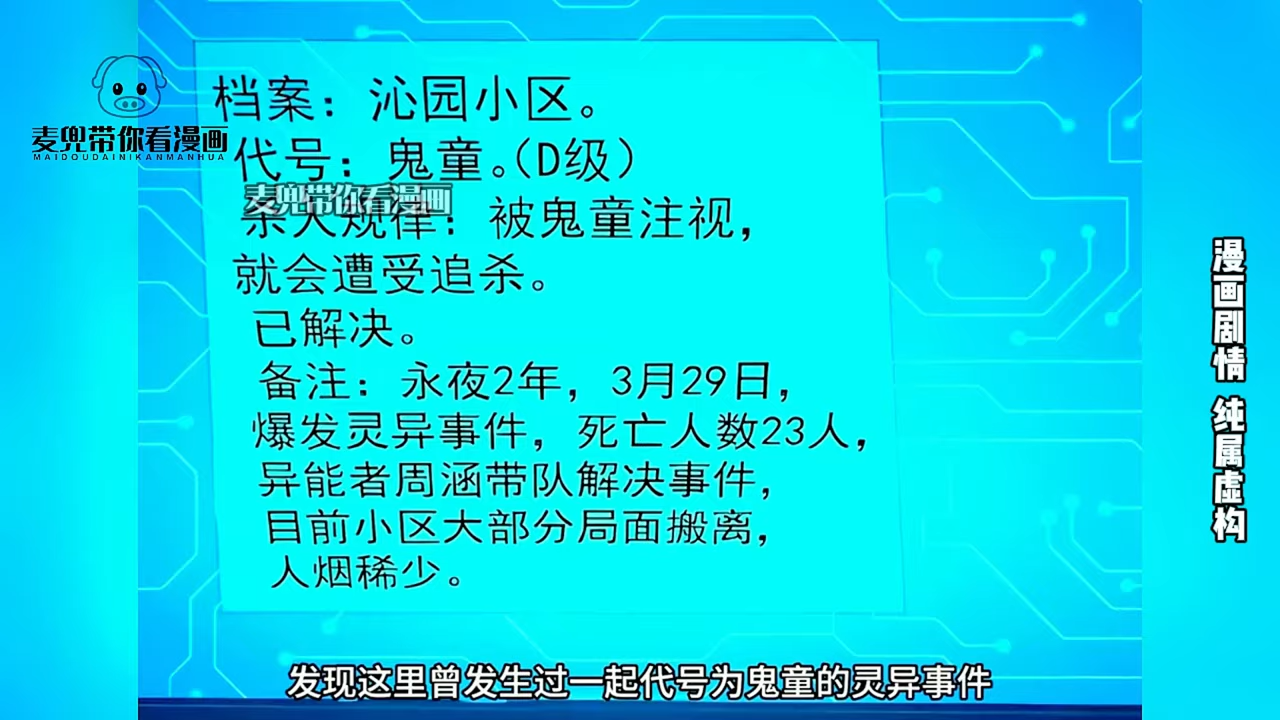 麦兜带你看漫画
MAIDOUDAINIKANMANHUA
档案：沁园小区。
代号：鬼童。（D级）
麦兜带你看漫画
杀人规律：被鬼童注视，
就会遭受追杀。
已解决。
备注：永夜2年，3月29日，
爆发灵异事件，死亡人数23人，
异能者周涵带队解决事件，
目前小区大部分局面搬离，
人烟稀少。
漫画剧情 纯属虚构
发现这里曾发生过一起代号为鬼童的灵异事件